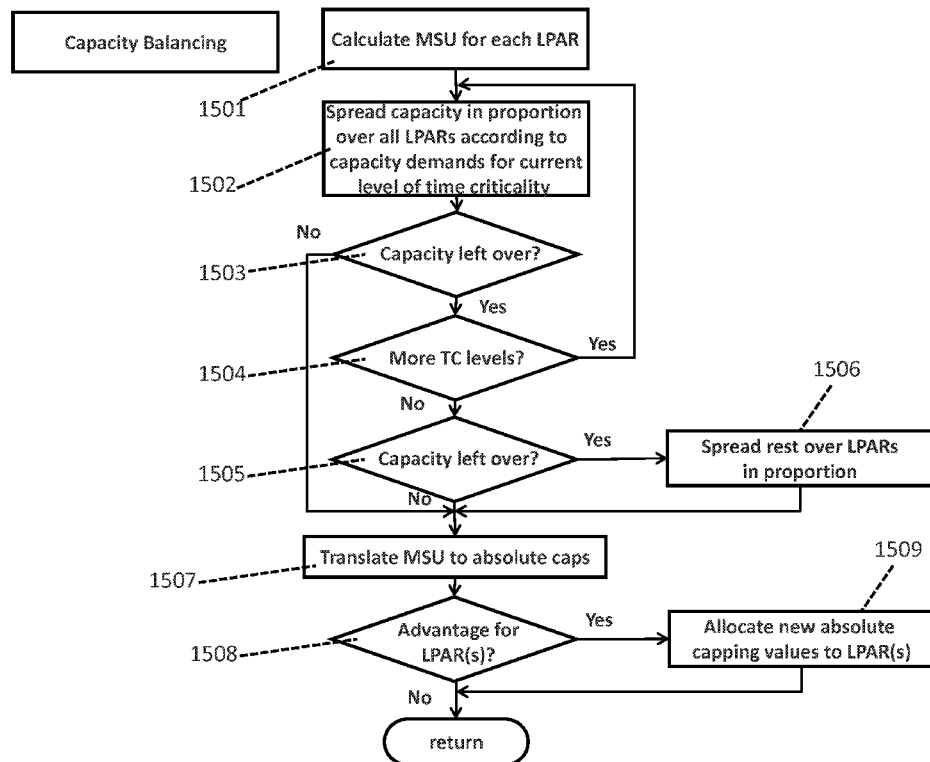 Capacity Balancing
Calculate MSU for each LPAR
1501
Spread capacity in proportion
over all LPARs according to
capacity demands for current
level of time criticality
1502
No
Capacity left over?
1503
Yes
More TC levels?
Yes
1504
No
1506
Capacity left over?
Yes
Spread rest over LPARs
in proportion
1505
No
Translate MSU to absolute caps
1507
1509
Advantage for
LPAR(s)?
Yes
Allocate new absolute
capping values to LPAR(s)
1508
No
return